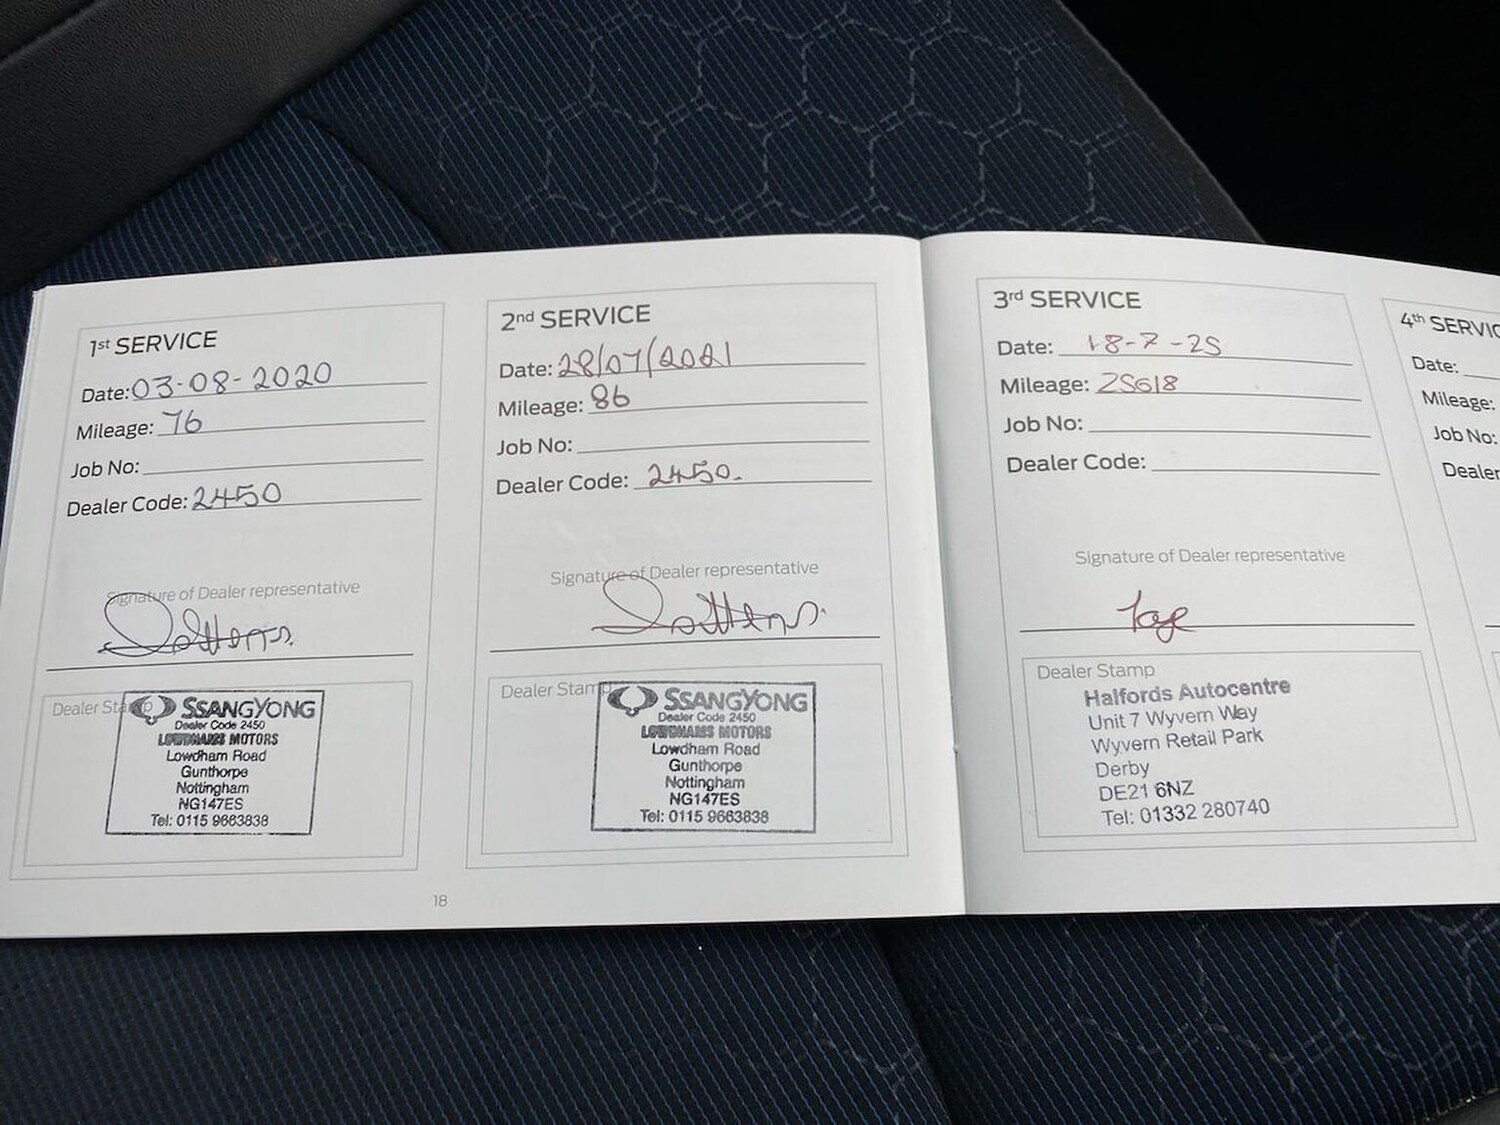 1st SERVICE
Date: 03-08-2020
Mileage: 76
Job No:
Dealer Code: 2450
Signature of Dealer representative
Dealer Stamp
SSANGYONG
Dealer Code 2450
LOWDHAMS MOTORS
Lowdham Road
Gunthorpe
Nottingham
NG147ES
Tel: 0115 9663838
18
2nd SERVICE
Date: 28/07/2021
Mileage: 86
Job No:
Dealer Code: 2450.
Signature of Dealer representative
Dealer Stamp
SSANGYONG
Dealer Code 2450
LOWDHAMS MOTORS
Lowdham Road
Gunthorpe
Nottingham
NG147ES
Tel: 0115 9663838
3rd SERVICE
Date: 18-7-25
Mileage: 25618
Job No:
Dealer Code:
Signature of Dealer representative
Dealer Stamp
Halfords Autocentre
Unit 7 Wyvern Way
Wyvern Retail Park
Derby
DE21 6NZ
Tel: 01332 280740
4th SERVIC
Date:
Mileage:
Job No:
Dealer